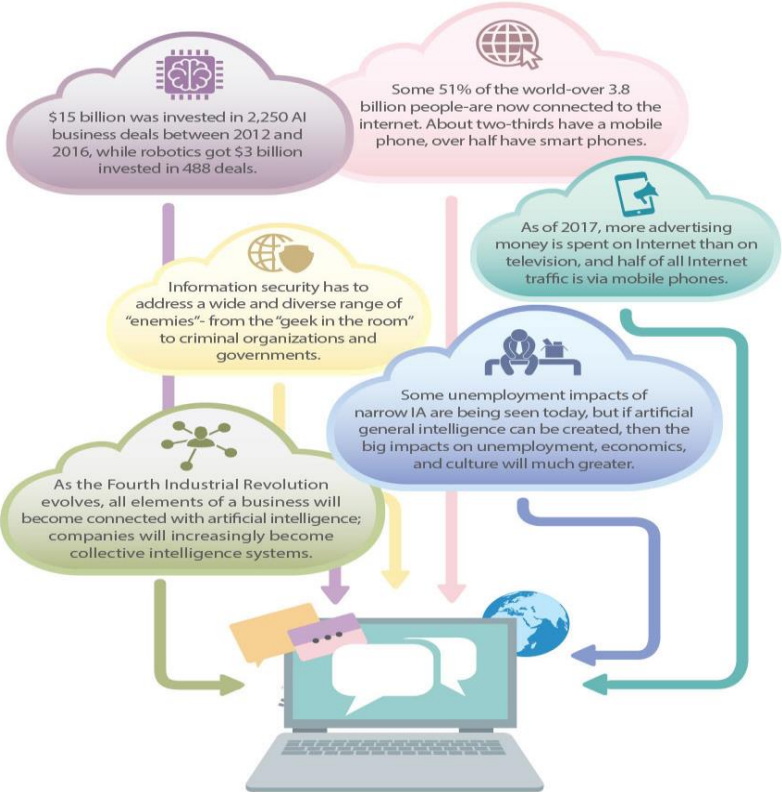 $15 billion was invested in 2,250 AI
business deals between 2012 and
2016, while robotics got $3 billion
invested in 488 deals.
Some 51% of the world-over 3.8
billion people-are now connected to the
internet. About two-thirds have a mobile
phone, over half have smart phones.
As of 2017, more advertising
money is spent on Internet than on
television, and half of all Internet
traffic is via mobile phones.
Information security has to
address a wide and diverse range of
“enemies”- from the “geek in the room”
to criminal organizations and
governments.
Some unemployment impacts of
narrow IA are being seen today, but if artificial
general intelligence can be created, then the
big impacts on unemployment, economics,
and culture will much greater.
As the Fourth Industrial Revolution
evolves, all elements of a business will
become connected with artificial intelligence;
companies will increasingly become
collective intelligence systems.